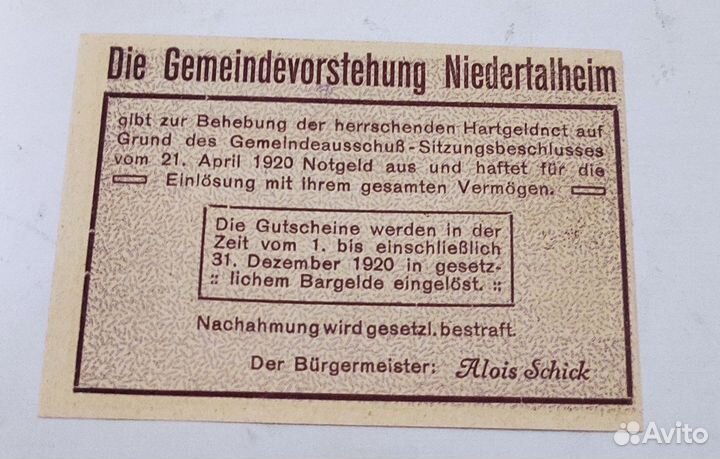 Die Gemeindevorstehung Niedertalheim
gibt zur Behebung der herrschenden Hartgeldnot auf
Grund des Gemeindeausschuß-Sitzungsbeschlusses
vom 21. April 1920 Notgeld aus und haftet für die
Einlösung mit ihrem gesamten Vermögen.
Die Gutscheine werden in der
Zeit vom 1. bis einschließlich
31. Dezember 1920 in gesetz-
:: lichem Bargelde eingelöst. ::
Nachahmung wird gesetzl. bestraft.
Der Bürgermeister: Alois Schick
Avito